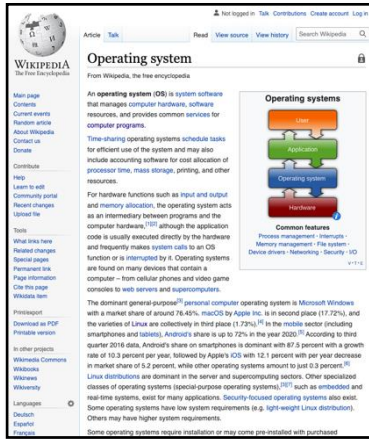 Not logged in Talk Contributions Create account Log in
Article Talk Read View source View history Search Wikipedia
WIKIPEDIA
The Free Encyclopedia
Main page
Contents
Current events
Random article
About Wikipedia
Contact us
Donate
Contribute
Help
Learn to edit
Community portal
Recent changes
Upload file
Tools
What links here
Related changes
Special pages
Permanent link
Page information
Cite this page
Wikidata item
Print/export
Download as PDF
Printable version
In other projects
Wikimedia Commons
Wikibooks
Wikinews
Wikiversity
Languages
Deutsch
Español
Français
Operating system
From Wikipedia, the free encyclopedia
An operating system (OS) is system software
that manages computer hardware, software
resources, and provides common services for
computer programs.
Time-sharing operating systems schedule tasks
for efficient use of the system and may also
include accounting software for cost allocation of
processor time, mass storage, printing, and other
resources.
For hardware functions such as input and output
and memory allocation, the operating system acts
as an intermediary between programs and the
computer hardware,[1][2] although the application
code is usually executed directly by the hardware
and frequently makes system calls to an OS
function or is interrupted by it. Operating systems
are found on many devices that contain a
computer – from cellular phones and video game
consoles to web servers and supercomputers.
Operating systems
User
Application
Operating system
Hardware
Common features
Process management · Interrupts ·
Memory management · File system ·
Device drivers · Networking · Security · I/O
V·T·E
The dominant general-purpose[3] personal computer operating system is Microsoft Windows
with a market share of around 76.45%. macOS by Apple Inc. is in second place (17.72%), and
the varieties of Linux are collectively in third place (1.73%).[4] In the mobile sector (including
smartphones and tablets), Android's share is up to 72% in the year 2020.[5] According to third
quarter 2016 data, Android's share on smartphones is dominant with 87.5 percent with a growth
rate of 10.3 percent per year, followed by Apple's iOS with 12.1 percent with per year decrease
in market share of 5.2 percent, while other operating systems amount to just 0.3 percent.[6]
Linux distributions are dominant in the server and supercomputing sectors. Other specialized
classes of operating systems (special-purpose operating systems),[3][7] such as embedded and
real-time systems, exist for many applications. Security-focused operating systems also exist.
Some operating systems have low system requirements (e.g. light-weight Linux distribution).
Others may have higher system requirements.
Some operating systems require installation or may come pre-installed with purchased